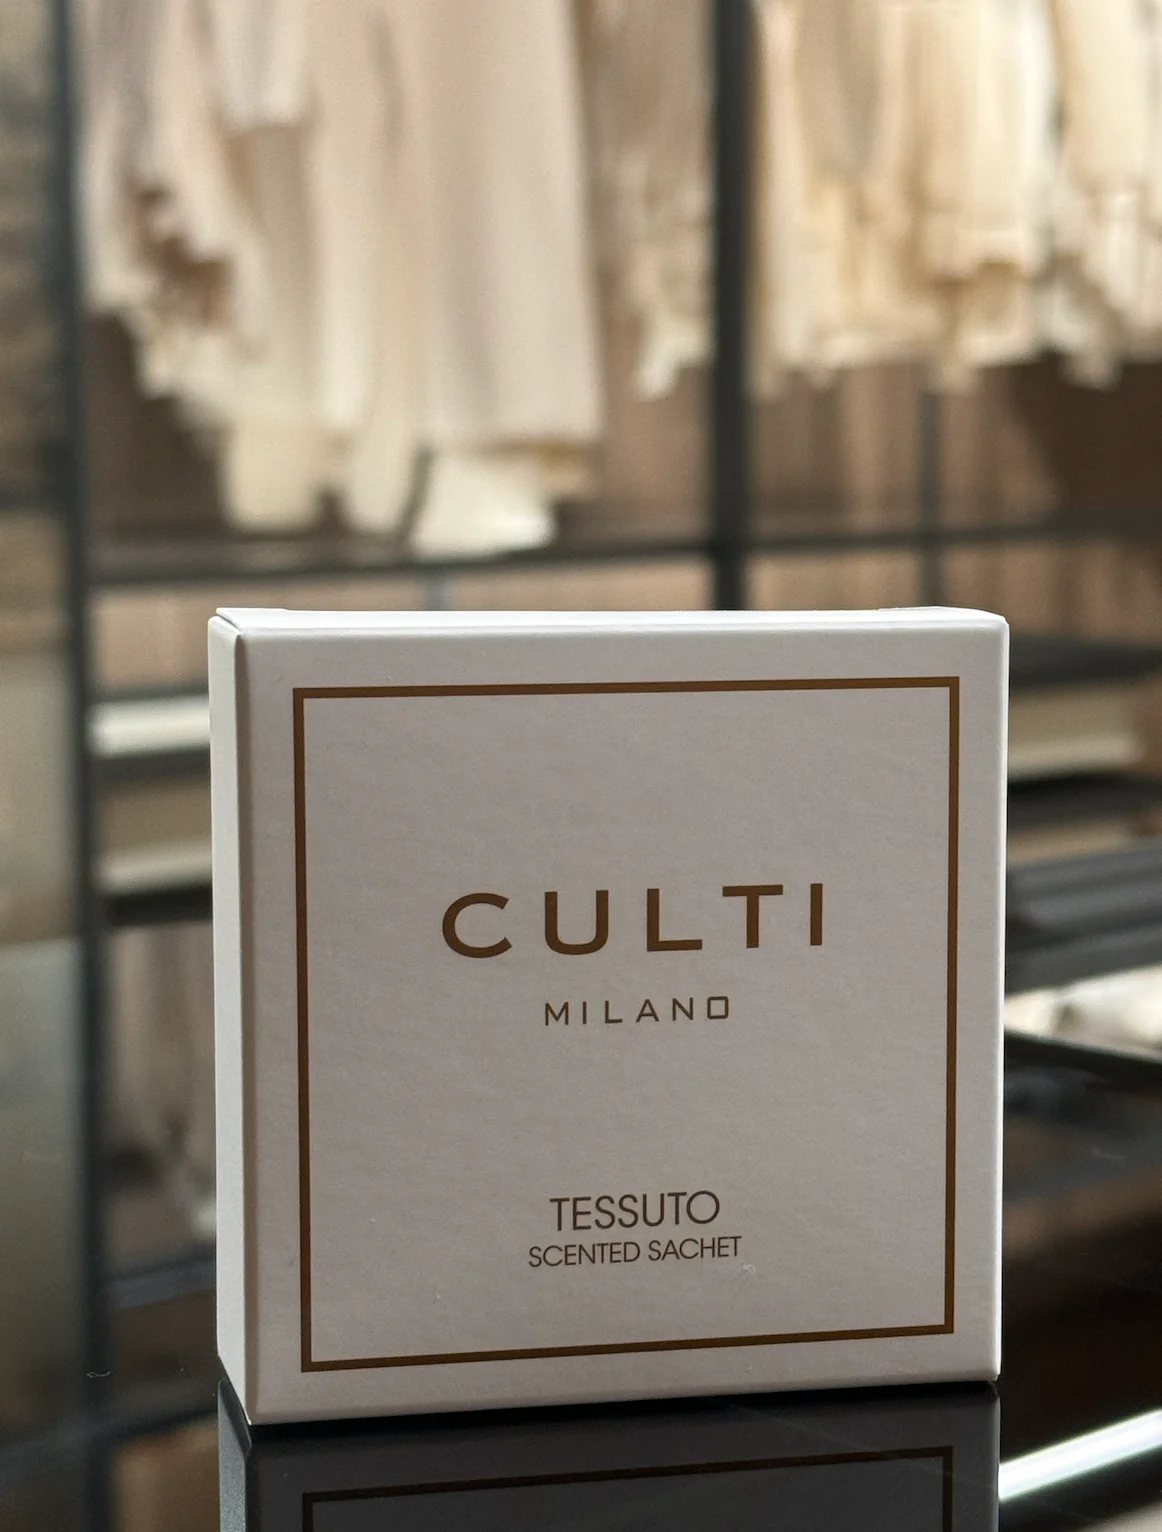 CULTI
MILANO
TESSUTO
SCENTED SACHET